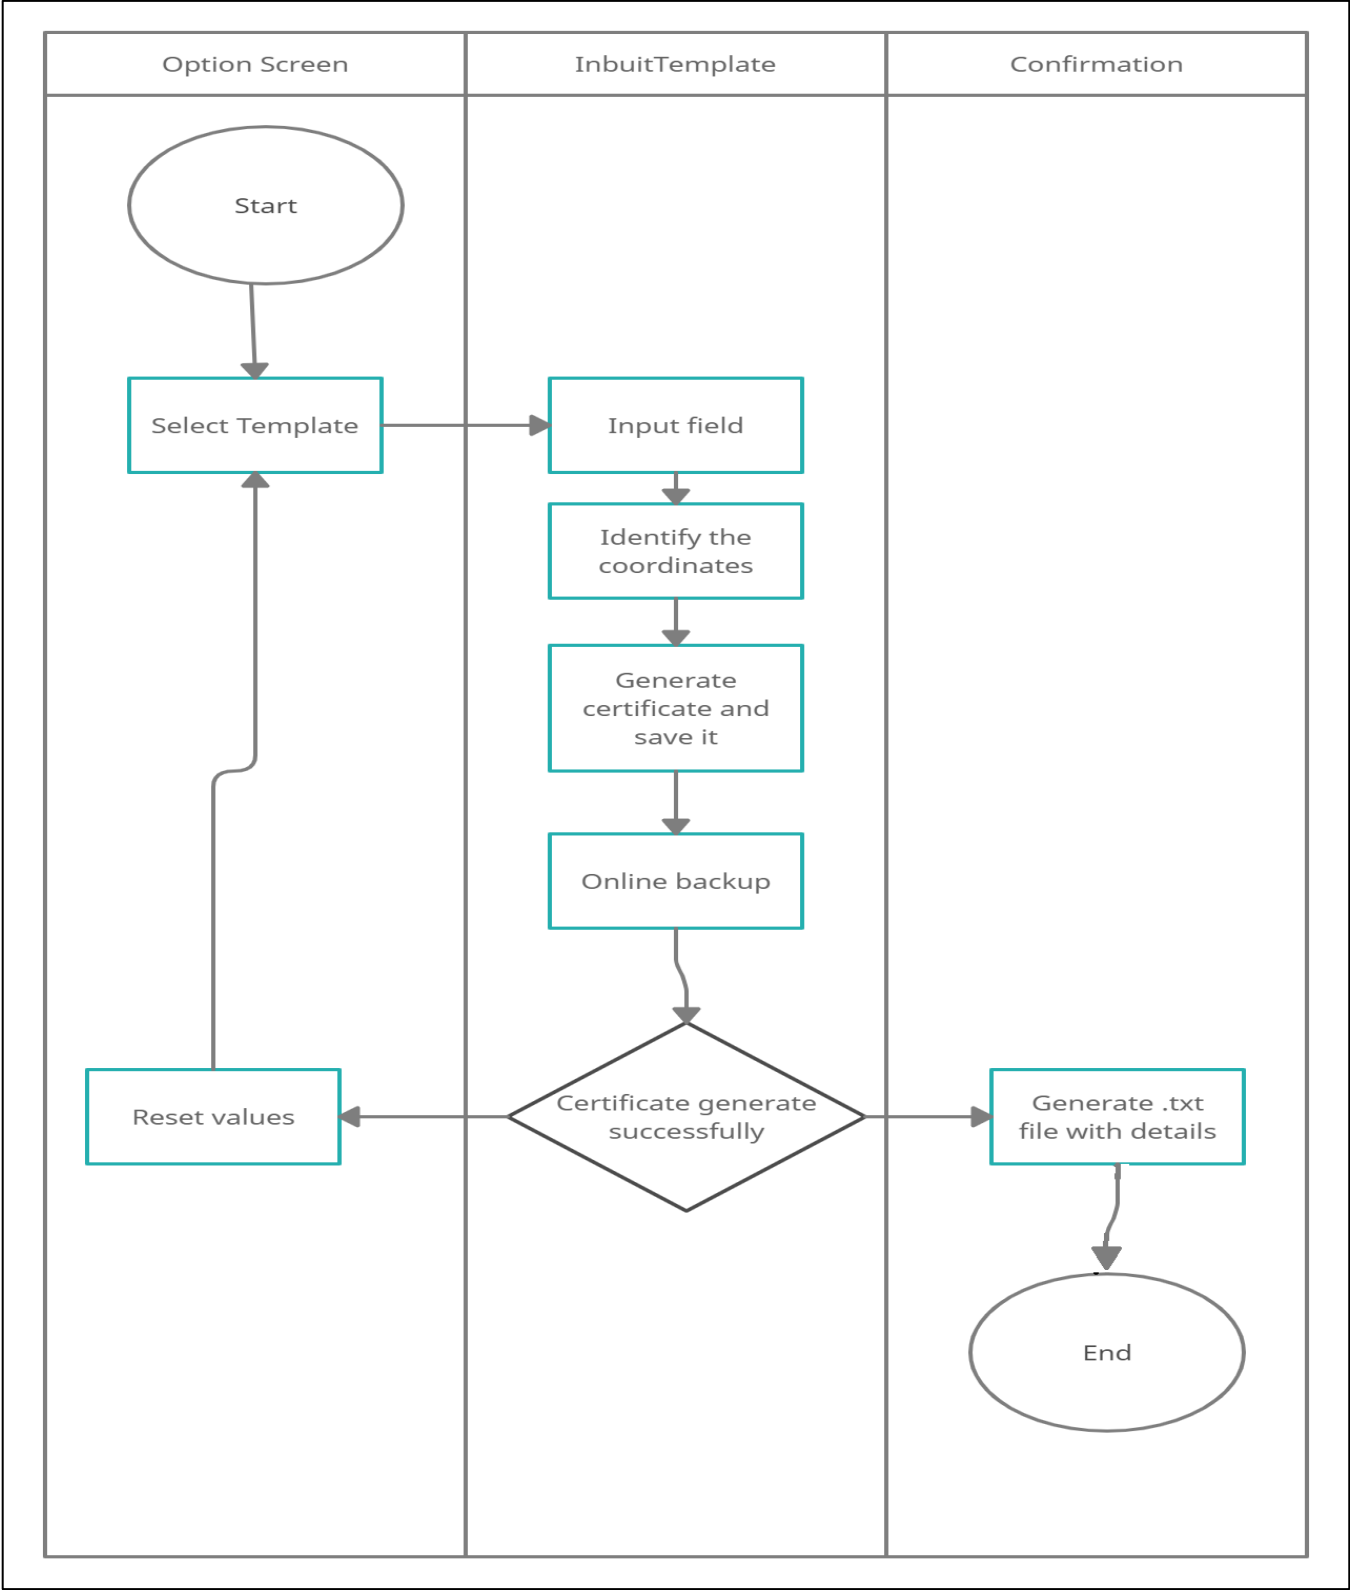 Option Screen
InbuitTemplate
Confirmation
Start
Select Template
Input field
Identify the
coordinates
Generate
certificate and
save it
Online backup
Certificate generate
successfully
Reset values
Generate .txt
file with details
End